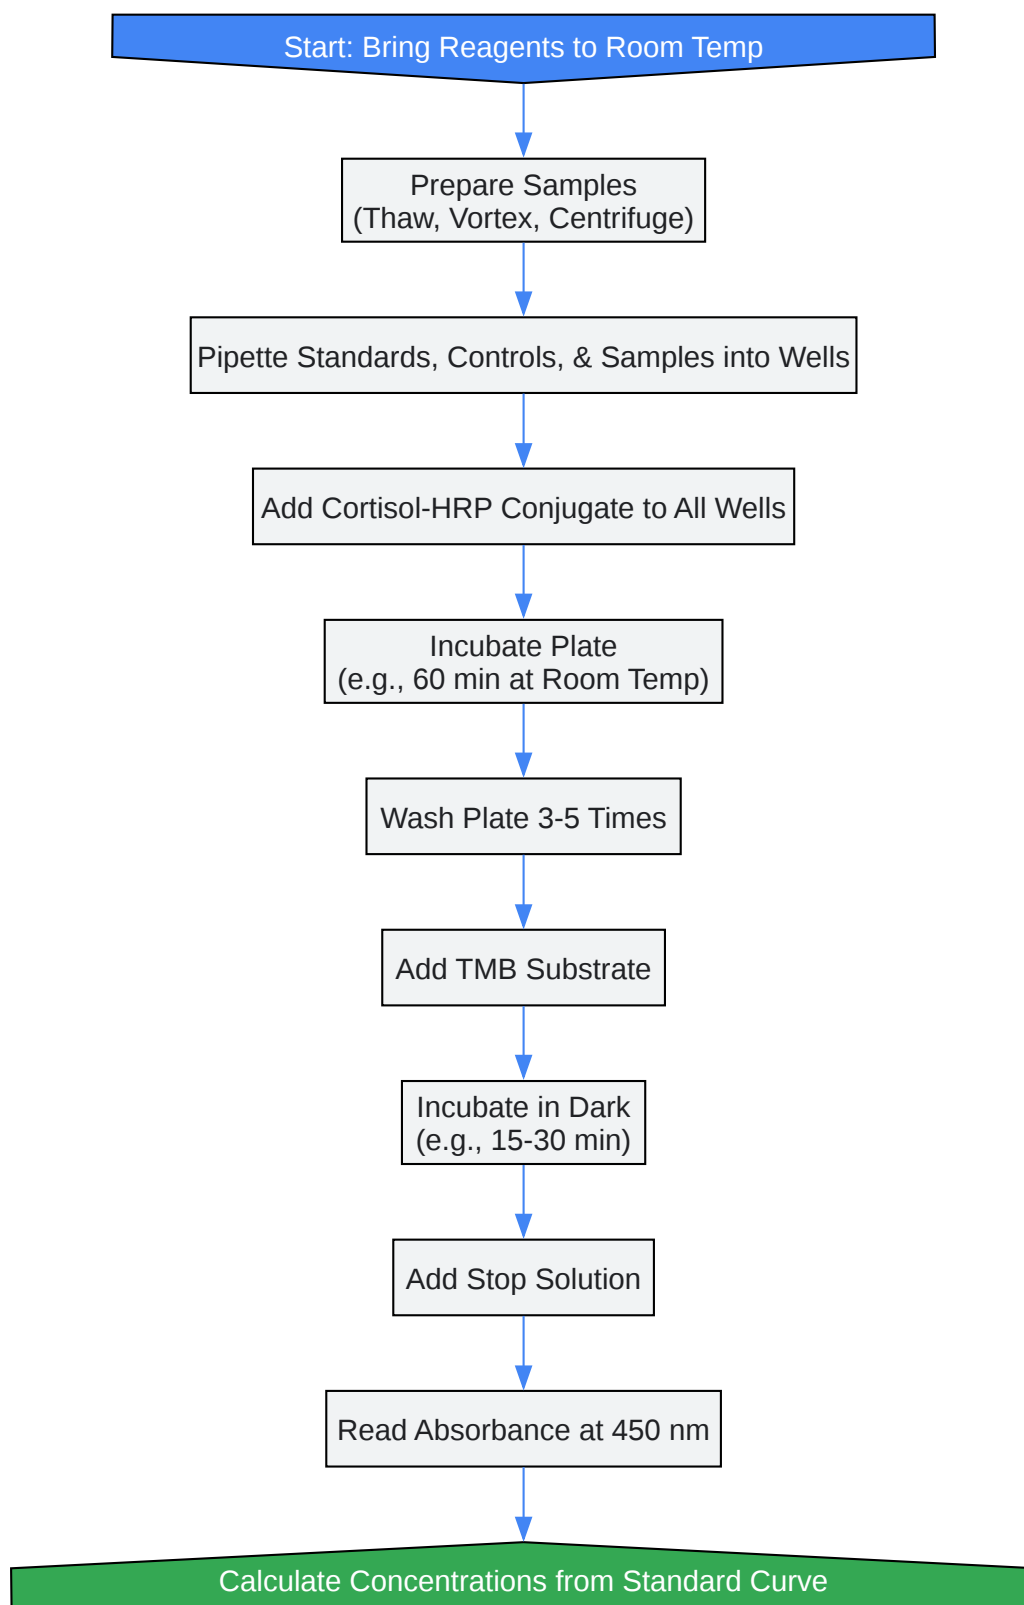 Start: Bring Reagents to Room Temp
Prepare Samples
(Thaw, Vortex, Centrifuge)
Pipette Standards, Controls, & Samples into Wells
Add Cortisol-HRP Conjugate to All Wells
Incubate Plate
(e.g., 60 min at Room Temp)
Wash Plate 3-5 Times
Add TMB Substrate
Incubate in Dark
(e.g., 15-30 min)
Add Stop Solution
Read Absorbance at 450 nm
Calculate Concentrations from Standard Curve